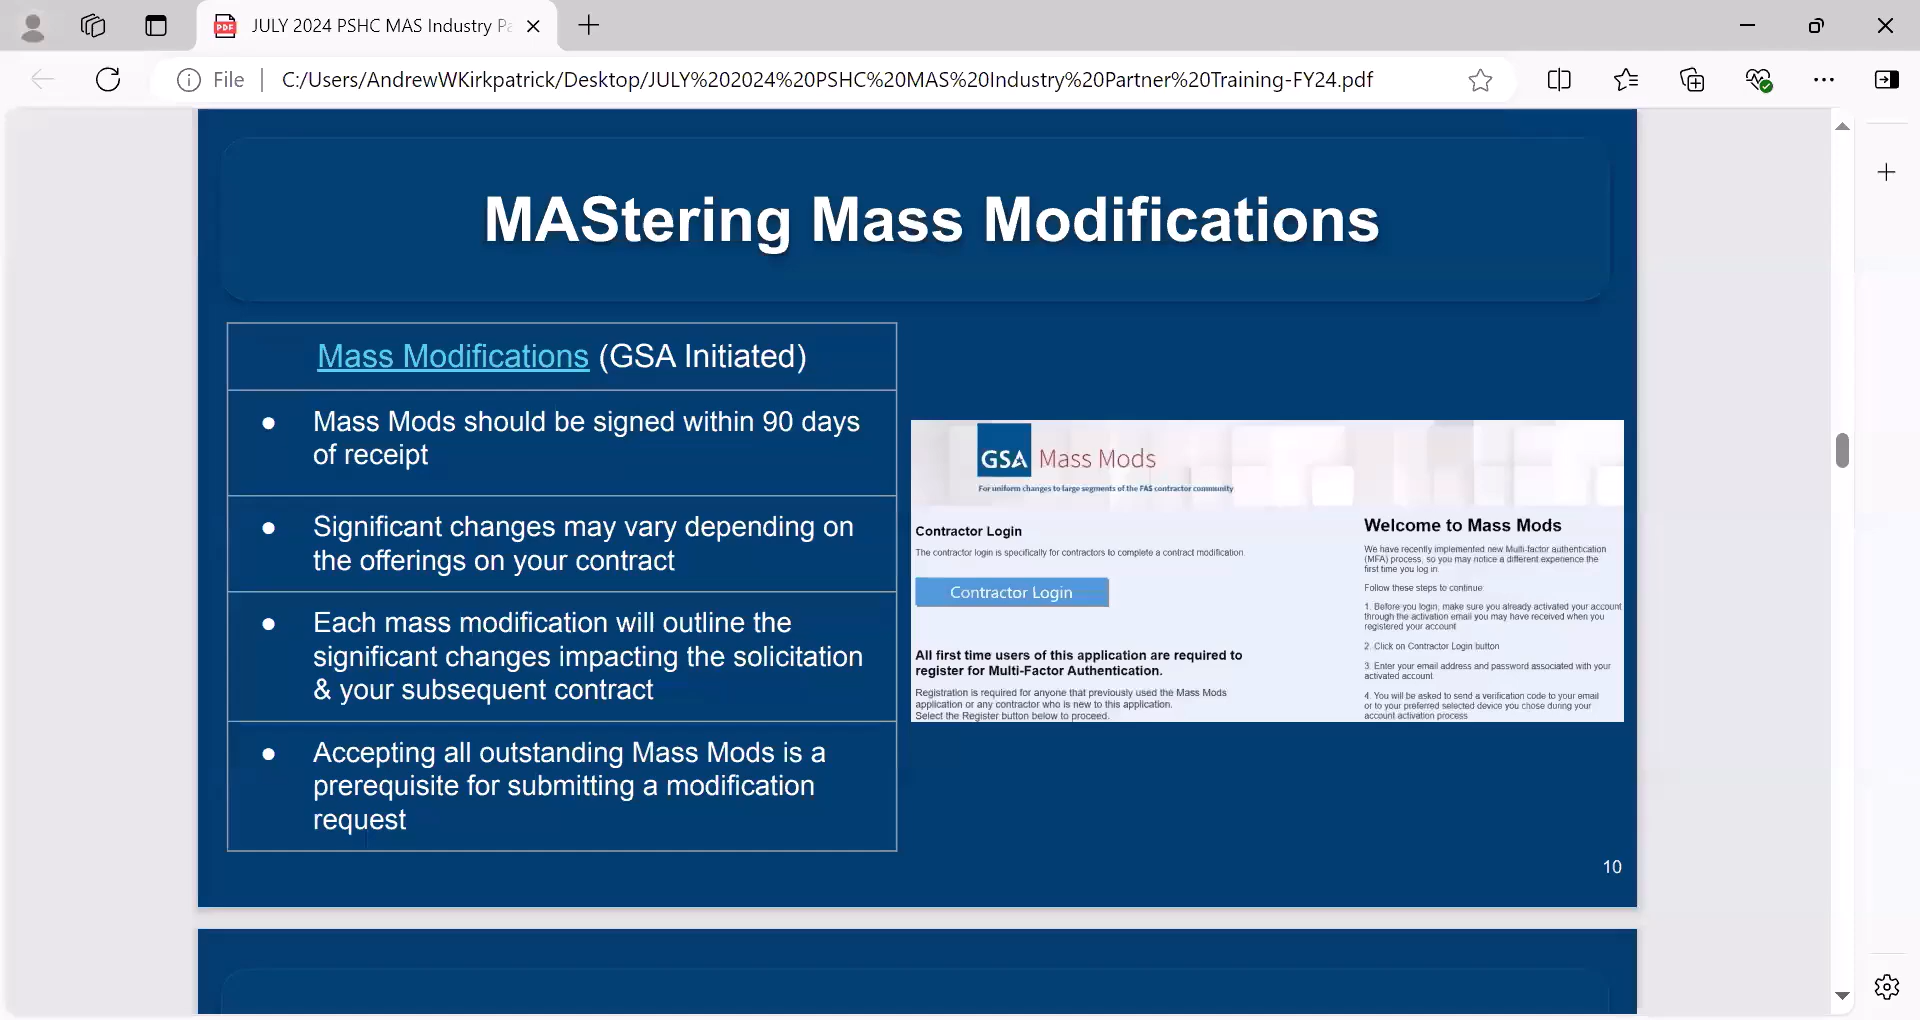 JULY 2024 PSHC MAS Industry Pa
File
C:/Users/AndrewWKirkpatrick/Desktop/JULY%202024%20PSHC%20MAS%20Industry%20Partner%20Training-FY24.pdf
MAStering Mass Modifications
Mass Modifications (GSA Initiated)
● Mass Mods should be signed within 90 days
of receipt
● Significant changes may vary depending on
the offerings on your contract
● Each mass modification will outline the
significant changes impacting the solicitation
& your subsequent contract
● Accepting all outstanding Mass Mods is a
prerequisite for submitting a modification
request
GSA Mass Mods
For uniform changes to large segments of the FAS contractor community
Contractor Login
The contractor login is specifically for contractors to complete a contract modification.
Contractor Login
All first time users of this application are required to
register for Multi-Factor Authentication.
Registration is required for anyone that previously used the Mass Mods
application or any contractor who is new to this application.
Select the Register button below to proceed.
Welcome to Mass Mods
We have recently implemented new Multi-factor authentication
(MFA) process, so you may notice a different experience the
first time you log in.
Follow these steps to continue
1. Before you login, make sure you already activated your account
through the activation email you may have received when you
registered your account
2. Click on Contractor Login button
3. Enter your email address and password associated with your
activated account
4. You will be asked to send a verification code to your email
or to your preferred selected device you chose during your
account activation process
10